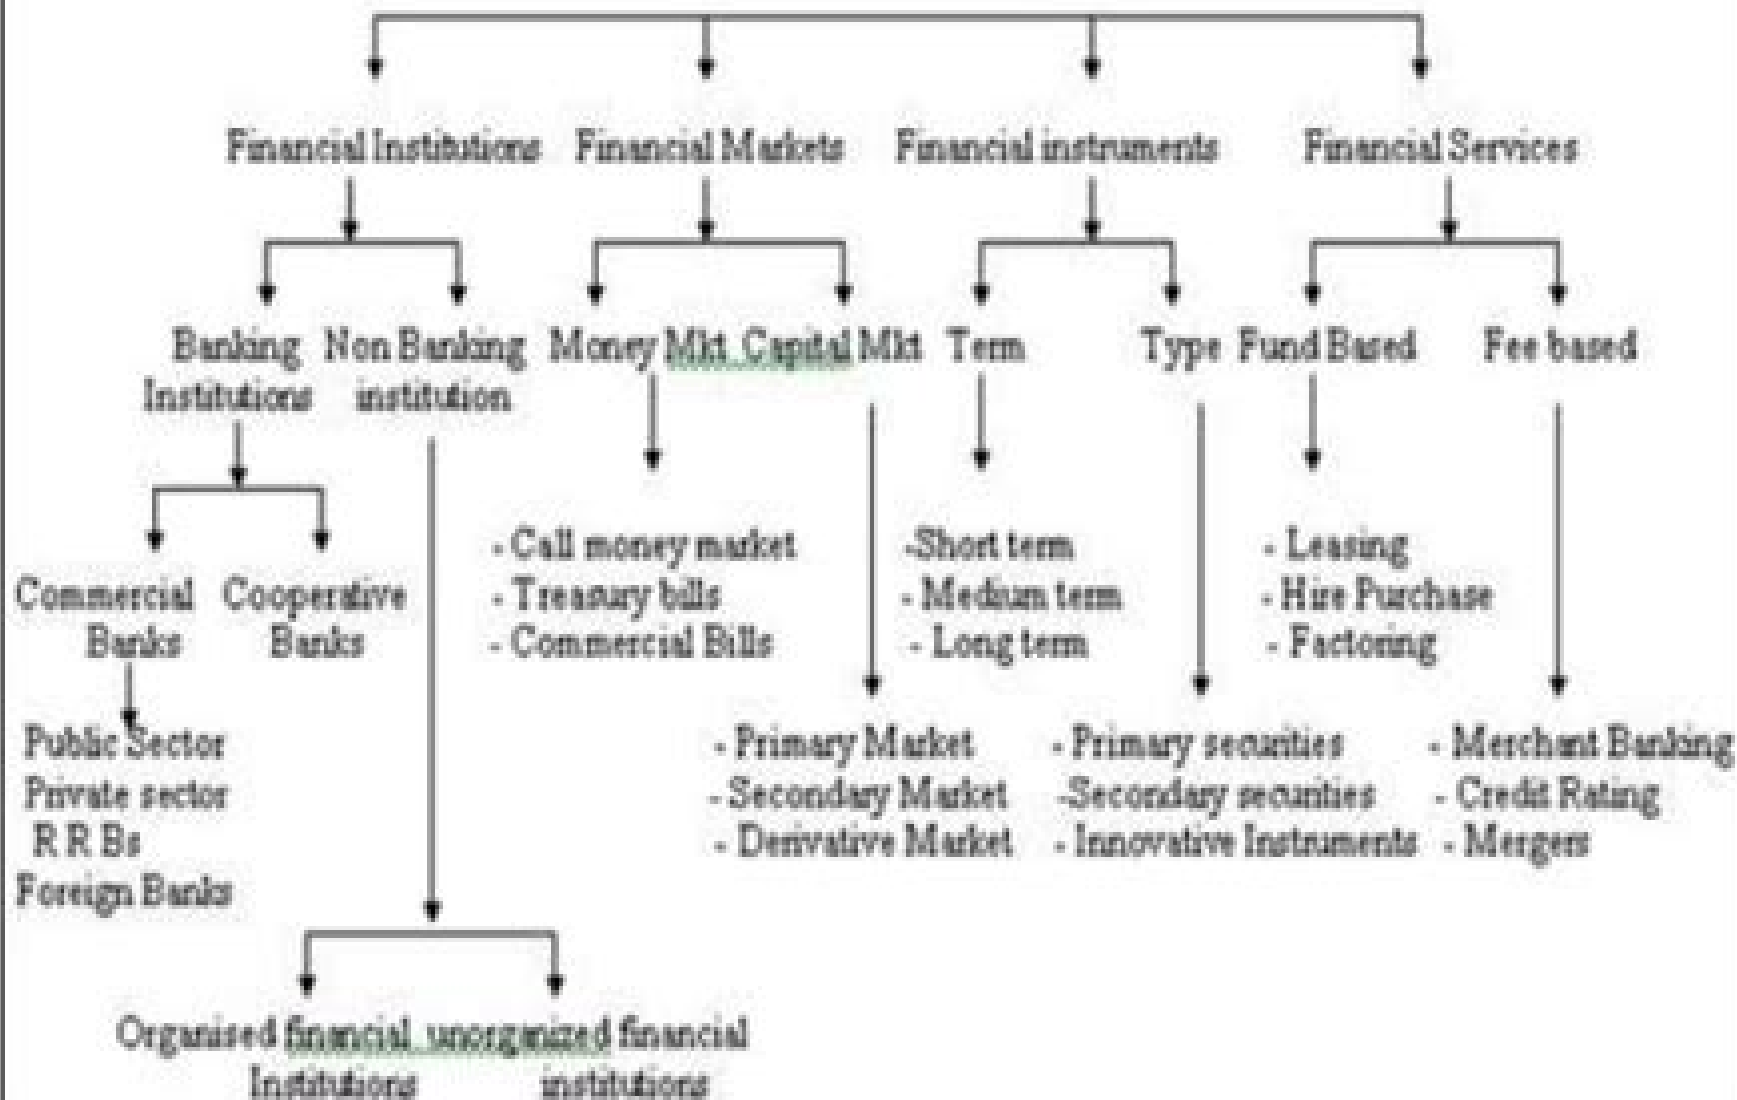 Financial Institutions Financial Markets Financial instruments Financial Services
Banking Non Banking Money Mkt Capital Mkt Term Type Fund Based Fee based
Institutions institution
- Call money market -Short term - Leasing
Commercial Cooperative - Treasury bills - Medium term - Hire Purchase
Banks Banks - Commercial Bills - Long term - Factoring
Public Sector - Primary Market - Primary securities - Merchant Banking
Private sector - Secondary Market -Secondary securities - Credit Rating
R R Bs - Derivative Market - Innovative Instruments - Mergers
Foreign Banks
Organised financial unorganized financial
Institutions institutions